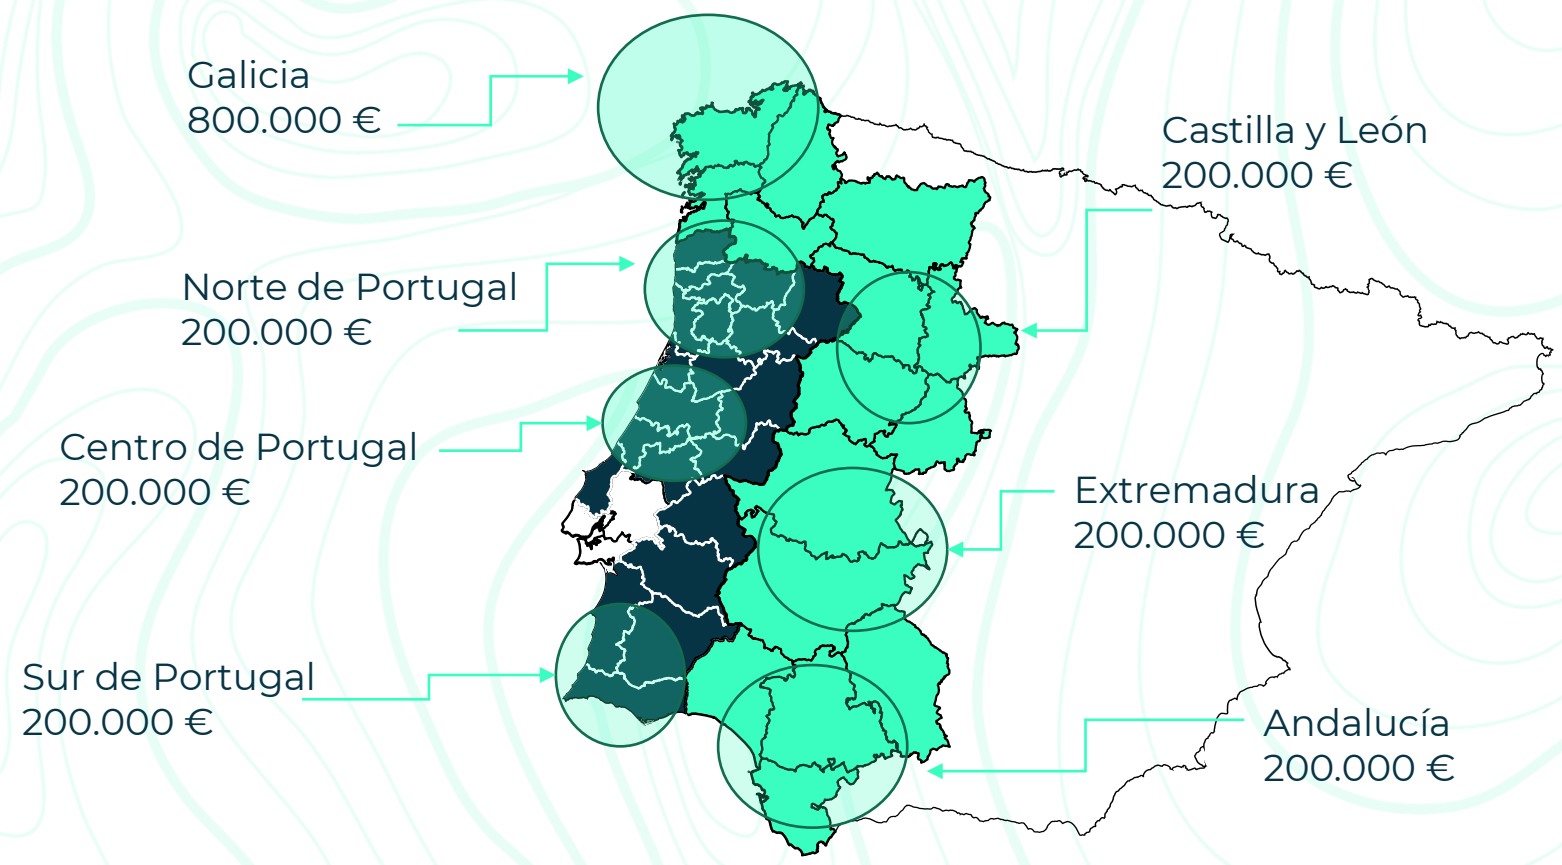 Galicia
800.000 €
Castilla y León
200.000 €
Norte de Portugal
200.000 €
Centro de Portugal
200.000 €
Extremadura
200.000 €
Sur de Portugal
200.000 €
Andalucía
200.000 €